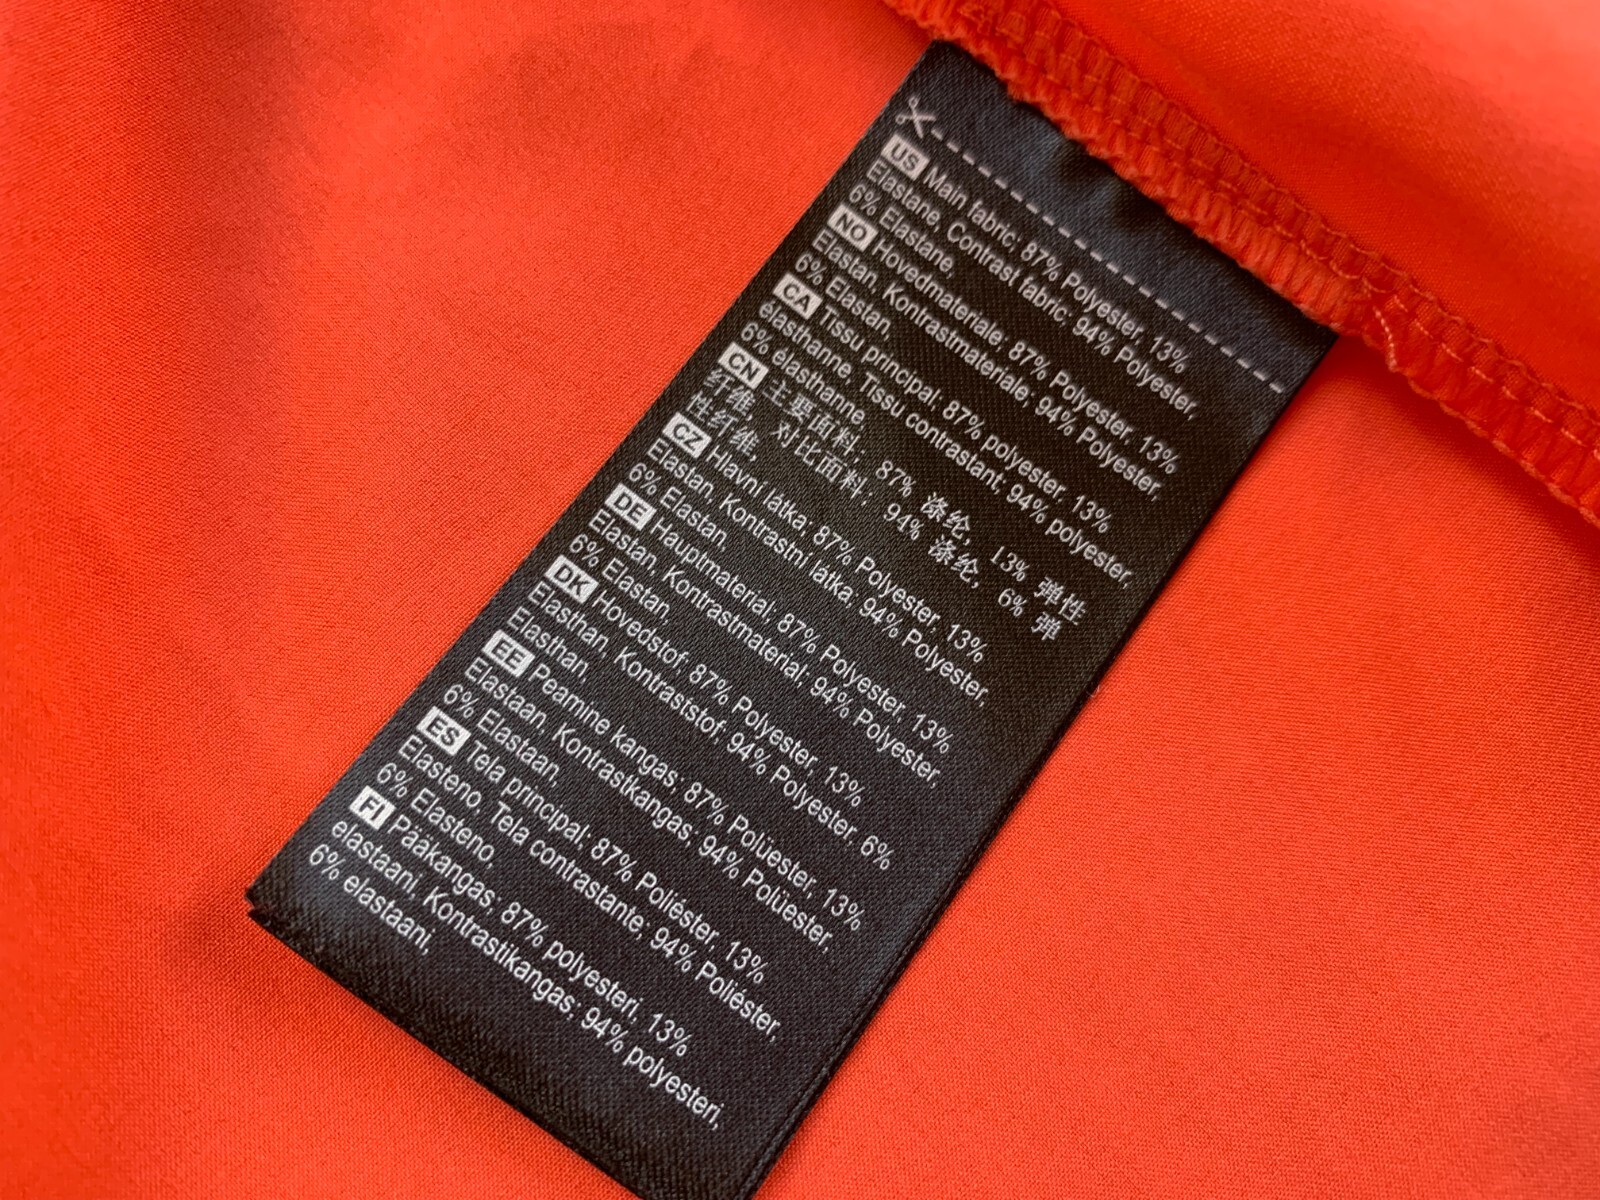 US Main fabric; 87% Polyester, 13%
Elastane, Contrast fabric; 94% Polyester,
6% Elastane,
NO Hovedmateriale; 87% Polyester, 13%
Elastan, Kontrastmateriale; 94% Polyester,
6% Elastan,
CA Tissu principal; 87% polyester, 13%
elasthanne, Tissu contrastant; 94% polyester,
6% élasthanne,
CN 主要面料; 87% 涤纶, 13% 弹性
纤维, 对比面料; 94% 涤纶, 6% 弹
性纤维,
CZ Hlavní látka; 87% Polyester, 13%
Elastan, Kontrastní látka; 94% Polyester,
6% Elastan,
DE Hauptmaterial; 87% Polyester, 13%
Elastan, Kontrastmaterial; 94% Polyester,
6% Elastan,
DK Hovedstof; 87% Polyester, 13%
Elasthan, Kontraststof; 94% Polyester, 6%
Elasthan,
EE Peamine kangas; 87% Polüester, 13%
Elastaan, Kontrastkangas; 94% Polüester,
6% Elastaan,
ES Tela principal; 87% Poliéster, 13%
Elasteno, Tela contrastante; 94% Poliéster,
6% Elasteno,
FI Pääkangas; 87% polyesteri, 13%
elastaani, Kontrastikangas; 94% polyesteri,
6% elastaani,